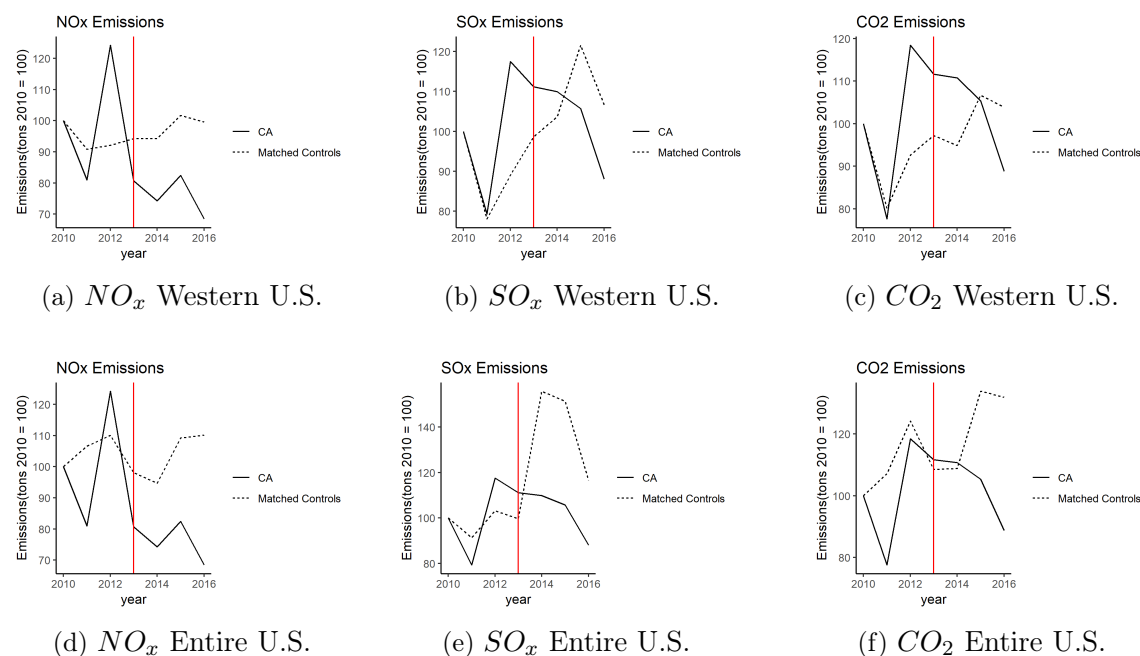 NOx Emissions
Emissions(tons 2010 = 100)
120
110
100
90
80
70
2010 2012 2014 2016
year
CA
Matched Controls
(a) NOₓ Western U.S.
SOx Emissions
Emissions(tons 2010 = 100)
120
110
100
90
80
2010 2012 2014 2016
year
CA
Matched Controls
(b) SOₓ Western U.S.
CO2 Emissions
Emissions(tons 2010 = 100)
120
110
100
90
80
2010 2012 2014 2016
year
CA
Matched Controls
(c) CO₂ Western U.S.
NOx Emissions
Emissions(tons 2010 = 100)
120
110
100
90
80
70
2010 2012 2014 2016
year
CA
Matched Controls
(d) NOₓ Entire U.S.
SOx Emissions
Emissions(tons 2010 = 100)
140
120
100
80
2010 2012 2014 2016
year
CA
Matched Controls
(e) SOₓ Entire U.S.
CO2 Emissions
Emissions(tons 2010 = 100)
120
100
80
2010 2012 2014 2016
year
CA
Matched Controls
(f) CO₂ Entire U.S.